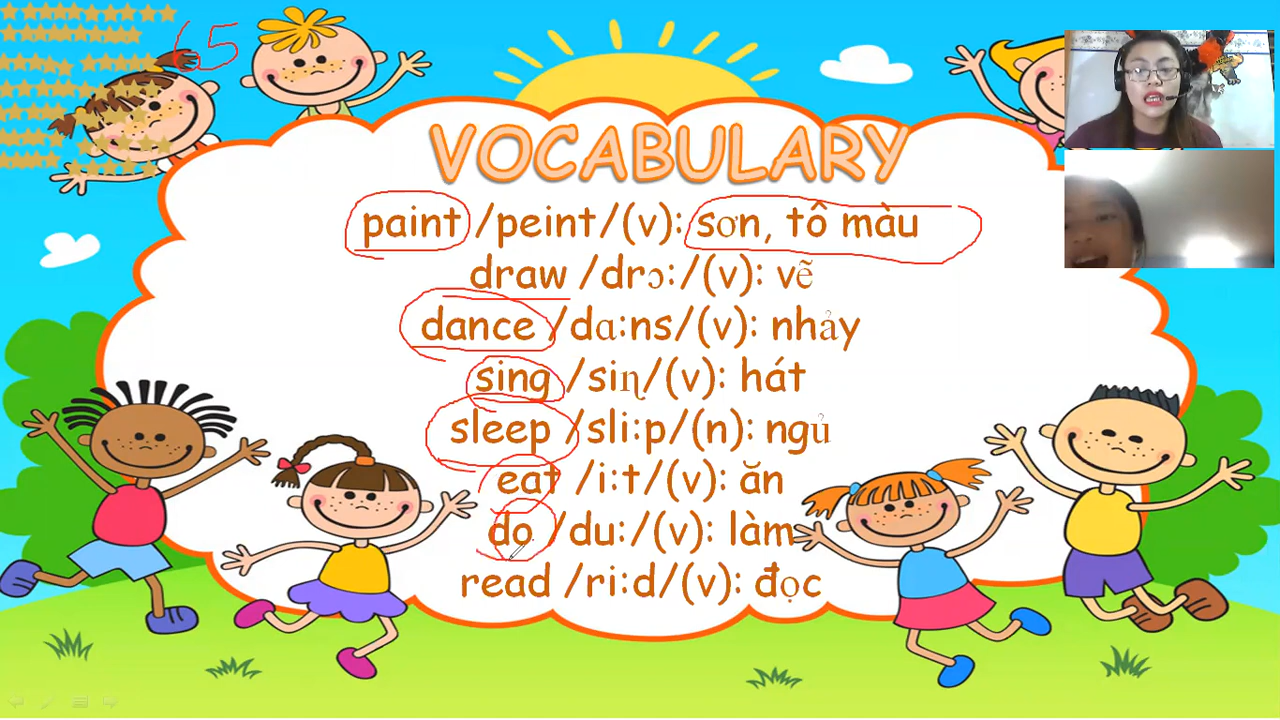 65
VOCABULARY
paint /peint/(v): sơn, tô màu
draw /drɔ:/(v): vẽ
dance /dɑ:ns/(v): nhảy
sing /siɳ/(v): hát
sleep /sli:p/(n): ngủ
eat /i:t/(v): ăn
do /du:/(v): làm
read /ri:d/(v): đọc